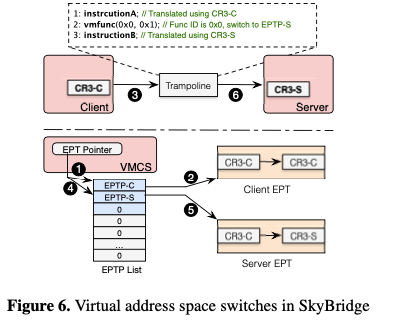 1: instrcutionA; // Translated using CR3-C
2: vmfunc(0x0, 0x1); // Func ID is 0x0, switch to EPTP-S
3: instructionB; // Translated using CR3-S
CR3-C
Client
3
Trampoline
6
CR3-S
Server
EPT Pointer
VMCS
1
4
EPTP-C
EPTP-S
0
0
0
...
0
EPTP List
2
5
CR3-C
CR3-C
Client EPT
CR3-C
CR3-S
Server EPT
Figure 6. Virtual address space switches in SkyBridge